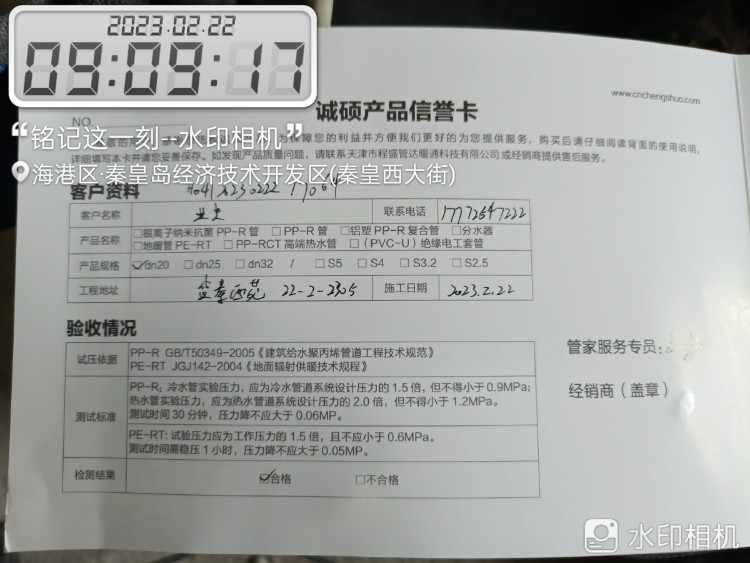 2023.02.22
09:09:17
www.cnchengshuo.com
诚硕产品信誉卡
NO.
“铭记这一刻-水印相机”
为保障您的利益并方便我们更好的为您提供服务，购买后请仔细阅读背面的使用说明，
详细填写本卡并请您妥善保存。如发现产品质量问题，请联系天津市程盛管达暖通科技有限公司或经销商提供售后服务。
海港区·秦皇岛经济技术开发区(秦皇西大街)
客户资料
客户名称 业主 联系电话 17772647222
产品名称 □银离子纳米抗菌 PP-R 管 □PP-R 管 □铝塑 PP-R 复合管 □分水器
□地暖管 PE-RT □PP-RCT 高端热水管 □(PVC-U) 绝缘电工套管
产品规格 ☑dn20 □dn25 □dn32 / □S5 □S4 □S3.2 □S2.5
工程地址 22-2-2305 施工日期 2023.2.22
验收情况
试压依据 PP-R GB/T50349-2005《建筑给水聚丙烯管道工程技术规范》
PE-RT JGJ142-2004《地面辐射供暖技术规程》
管家服务专员：
测试标准 PP-R：冷水管实验压力，应为冷水管道系统设计压力的 1.5 倍，但不得小于 0.9MPa；
热水管实验压力，应为热水管道系统设计压力的 2.0 倍，但不得小于 1.2MPa。
测试时间 30 分钟，压力降不应大于 0.06MP。
经销商（盖章）
PE-RT: 试验压力应为工作压力的 1.5 倍，且不应小于 0.6MPa。
测试时间需稳压 1 小时，压力降不应大于 0.05MP。
检测结果 ☑合格 □不合格
水印相机